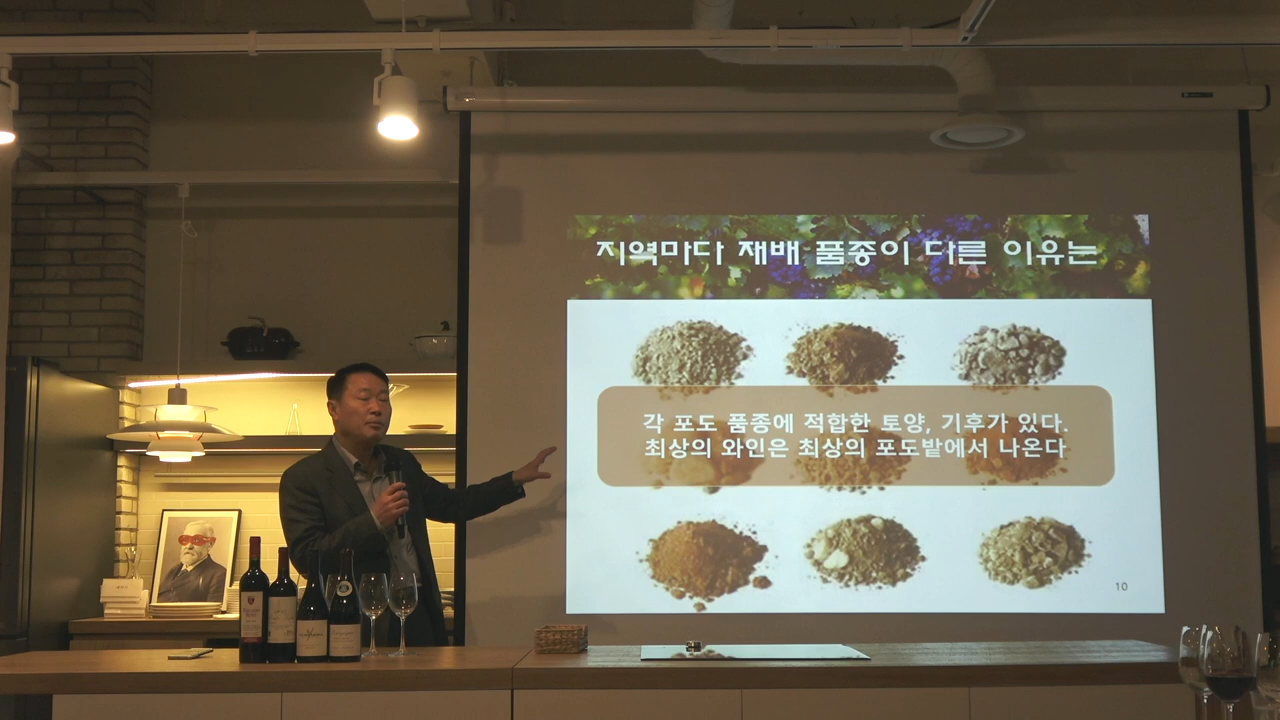 지역마다 재배 품종이 다른 이유는
각 포도 품종에 적합한 토양, 기후가 있다.
최상의 와인은 최상의 포도밭에서 나온다
10